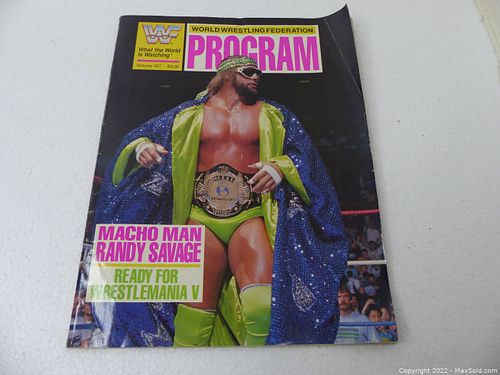 WF
What the World
Is Watching™
Volume 167 $3.00
WORLD WRESTLING FEDERATION
PROGRAM
MACHO MAN
RANDY SAVAGE
READY FOR
WRESTLEMANIA V
Copyright 2022 - MaxSold.com